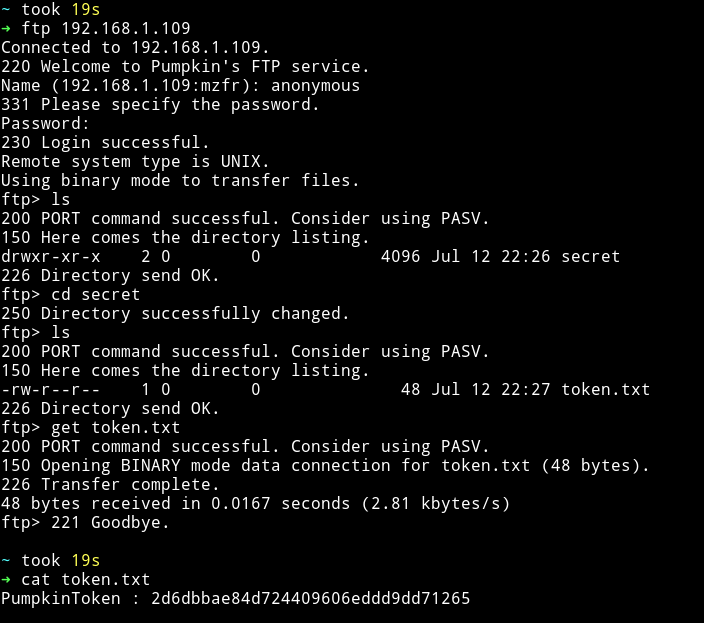 ~ took 19s
→ ftp 192.168.1.109
Connected to 192.168.1.109.
220 Welcome to Pumpkin's FTP service.
Name (192.168.1.109:mzfr): anonymous
331 Please specify the password.
Password:
230 Login successful.
Remote system type is UNIX.
Using binary mode to transfer files.
ftp> ls
200 PORT command successful. Consider using PASV.
150 Here comes the directory listing.
drwxr-xr-x    2 0        0            4096 Jul 12 22:26 secret
226 Directory send OK.
ftp> cd secret
250 Directory successfully changed.
ftp> ls
200 PORT command successful. Consider using PASV.
150 Here comes the directory listing.
-rw-r--r--    1 0        0              48 Jul 12 22:27 token.txt
226 Directory send OK.
ftp> get token.txt
200 PORT command successful. Consider using PASV.
150 Opening BINARY mode data connection for token.txt (48 bytes).
226 Transfer complete.
48 bytes received in 0.0167 seconds (2.81 kbytes/s)
ftp> 221 Goodbye.
~ took 19s
→ cat token.txt
PumpkinToken : 2d6dbbae84d724409606eddd9dd71265